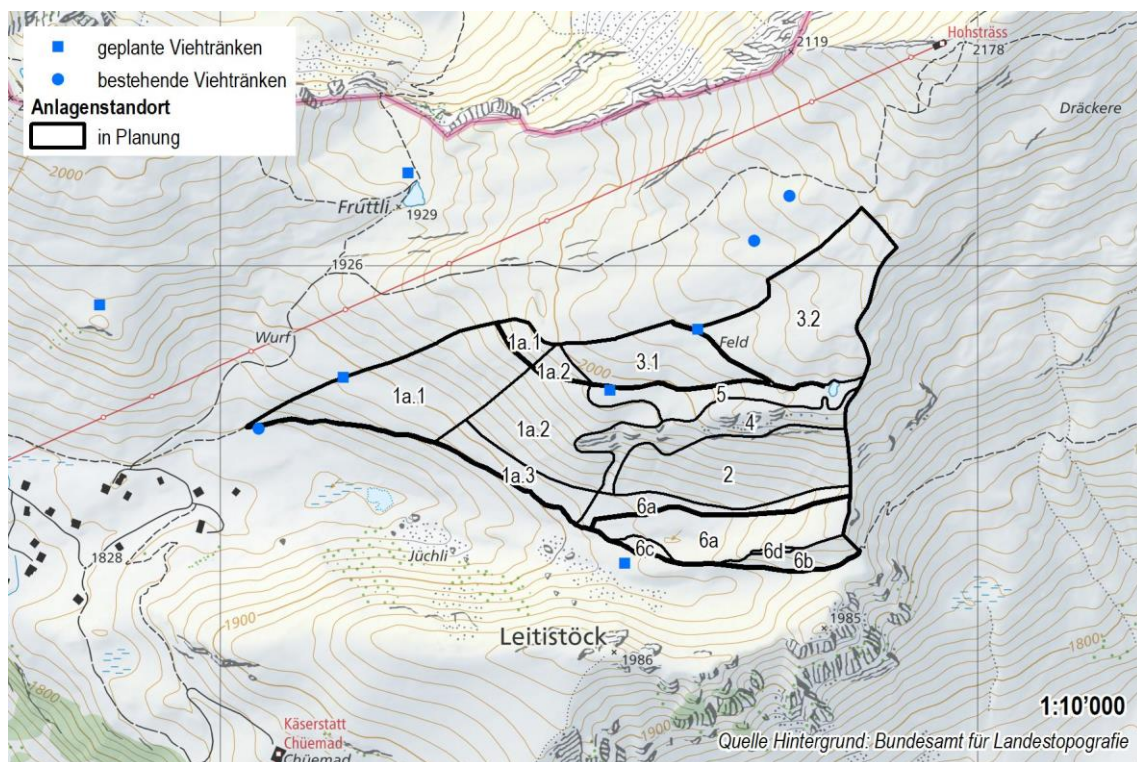 geplante Viehtränken
bestehende Viehtränken
Anlagenstandort
in Planung
2119
Hohsträss
2178
Dräckere
2000
Fruttli
1929
1926
Wurf
3.2
Feld
1a.1
3.1
1a.2
2000
5
1a.1
1a.2
4
2
1a.3
6a
6a
6d
6c
6b
1828
Jüchli
1900
Leitistöck
1985
1986
1800
1800
1900
Käserstatt
Chüemad
Chüemad
1:10'000
Quelle Hintergrund: Bundesamt für Landestopografie